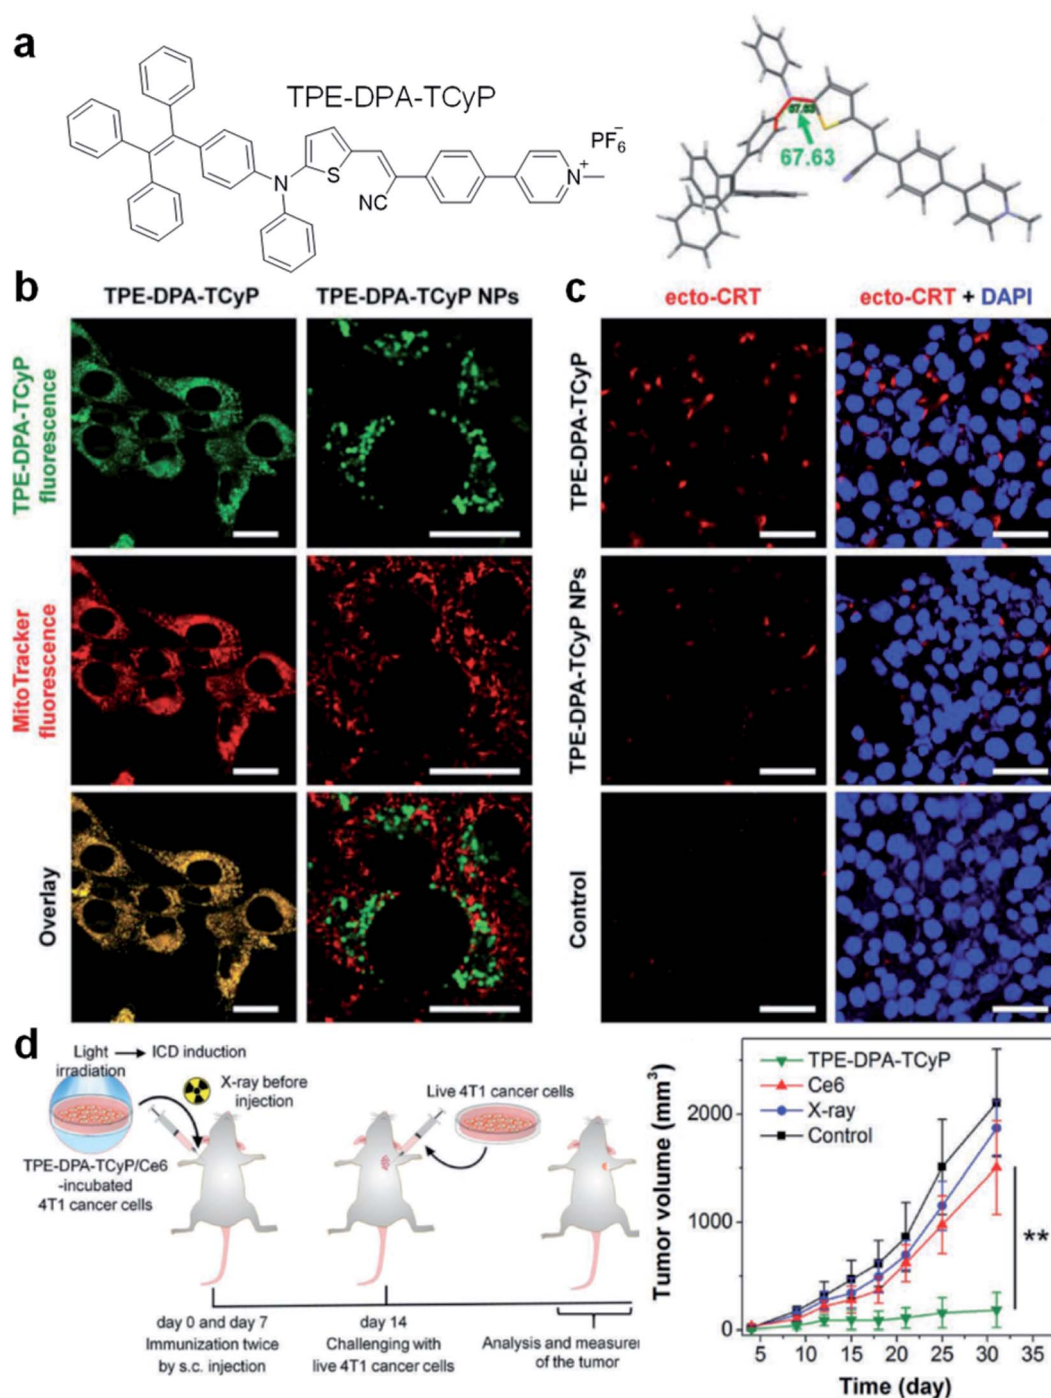 a
TPE-DPA-TCyP
PF6−
N
S
N
+
NC
67.63
67.63
b
TPE-DPA-TCyP
TPE-DPA-TCyP NPs
TPE-DPA-TCyP
fluorescence
MitoTracker
fluorescence
Overlay
c
ecto-CRT
ecto-CRT + DAPI
TPE-DPA-TCyP
TPE-DPA-TCyP NPs
Control
d
Light → ICD induction
irradiation
X-ray before
injection
TPE-DPA-TCyP/Ce6
-incubated
4T1 cancer cells
Live 4T1 cancer cells
day 0 and day 7
Immunization twice
by s.c. injection
day 14
Challenging with
live 4T1 cancer cells
Analysis and measurer
of the tumor
TPE-DPA-TCyP
Ce6
X-ray
Control
**
Tumor volume (mm³)
2000
1000
0
5 10 15 20 25 30 35
Time (day)